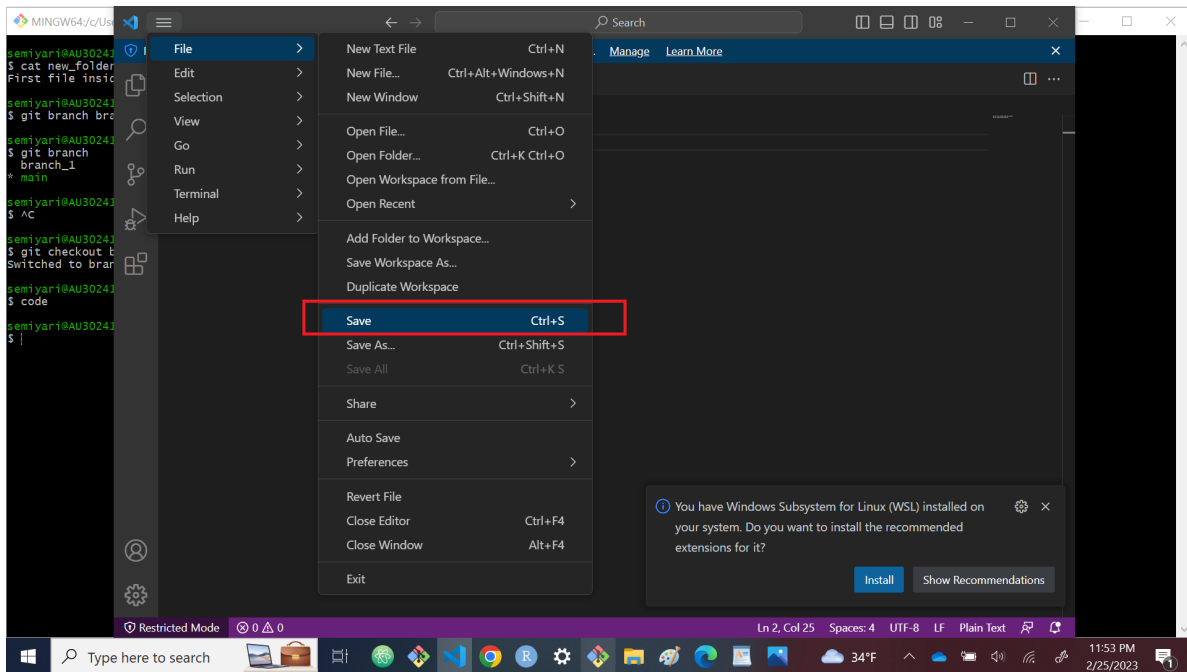 MINGW64:/c/Us
Search
semiyari@AU30241
$ cat new_folder
First file insid
semiyari@AU30241
$ git branch bra
semiyari@AU30241
$ git branch
branch_1
* main
semiyari@AU30241
$ ^C
semiyari@AU30241
$ git checkout b
Switched to bran
semiyari@AU30241
$ code
semiyari@AU30241
$
. Manage Learn More
File
Edit
Selection
View
Go
Run
Terminal
Help
New Text File Ctrl+N
New File... Ctrl+Alt+Windows+N
New Window Ctrl+Shift+N
Open File... Ctrl+O
Open Folder... Ctrl+K Ctrl+O
Open Workspace from File...
Open Recent
Add Folder to Workspace...
Save Workspace As...
Duplicate Workspace
Save Ctrl+S
Save As... Ctrl+Shift+S
Save All Ctrl+K S
Share
Auto Save
Preferences
Revert File
Close Editor Ctrl+F4
Close Window Alt+F4
Exit
You have Windows Subsystem for Linux (WSL) installed on
your system. Do you want to install the recommended
extensions for it?
Install Show Recommendations
Restricted Mode 0 0 Ln 2, Col 25 Spaces: 4 UTF-8 LF Plain Text
Type here to search R 34°F 11:53 PM
2/25/2023 1